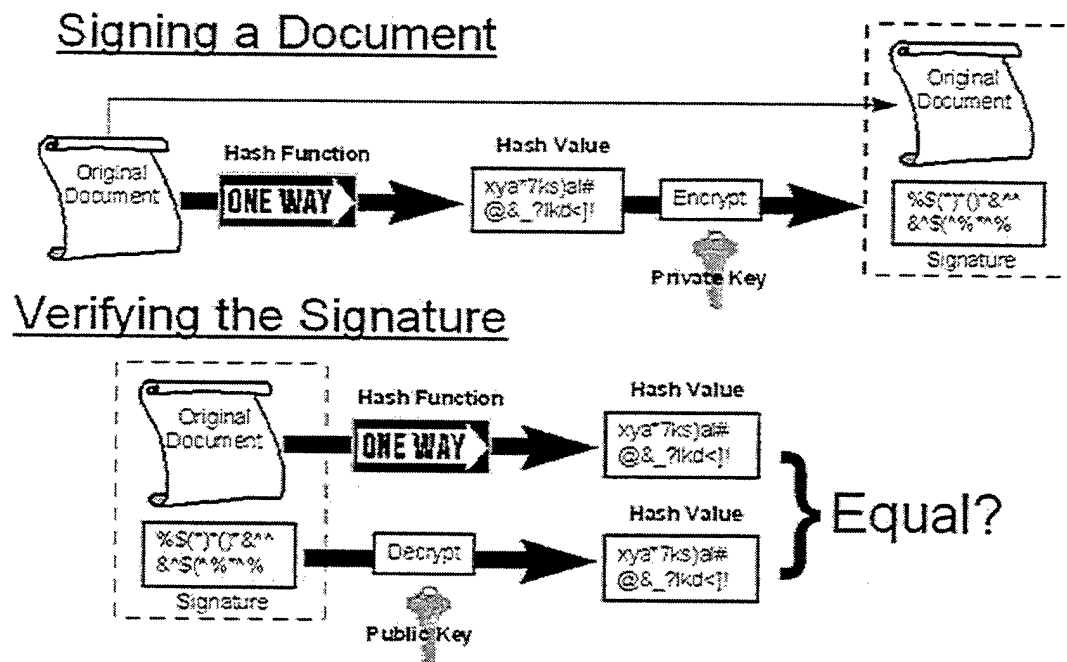 Signing a Document
Original
Document
Hash Function
ONE WAY
Hash Value
xya*7ks)al#
@&_?lkd<]!
Encrypt
Private Key
Original
Document
%$(*)*()*&^^
&^$(^%*^%
Signature
Verifying the Signature
Original
Document
Hash Function
ONE WAY
Hash Value
xya*7ks)al#
@&_?lkd<]!
%$(*)*()*&^^
&^$(^%*^%
Signature
Decrypt
Public Key
Hash Value
xya*7ks)al#
@&_?lkd<]!
Equal?